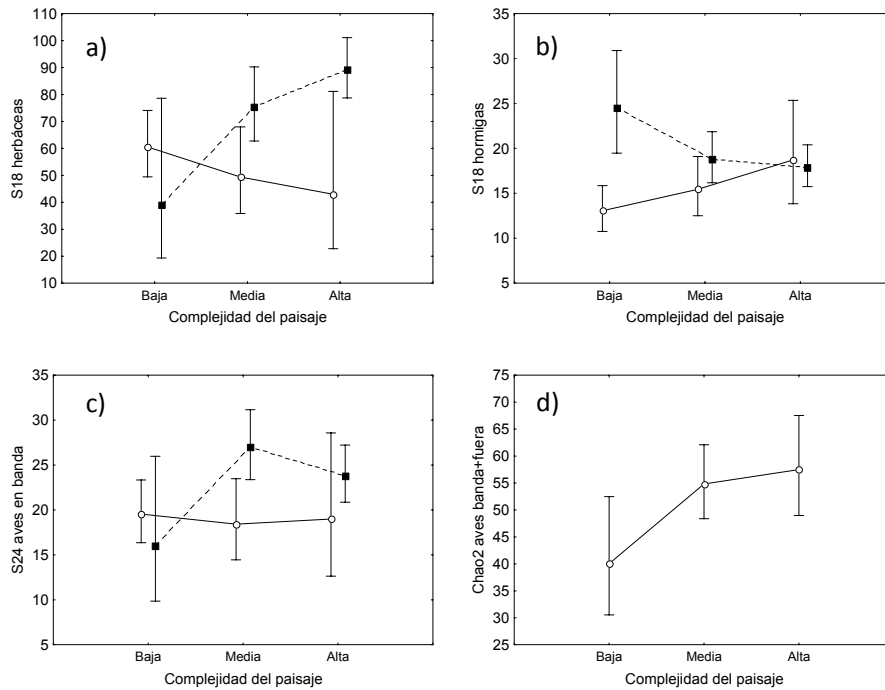 a)
110
100
90
80
70
60
50
40
30
20
10
S18 herbáceas
Baja Media Alta
Complejidad del paisaje
b)
35
30
25
20
15
10
5
S18 hormigas
Baja Media Alta
Complejidad del paisaje
c)
35
30
25
20
15
10
5
S24 aves en banda
Baja Media Alta
Complejidad del paisaje
d)
75
70
65
60
55
50
45
40
35
30
25
Chao2 aves banda+fuera
Baja Media Alta
Complejidad del paisaje